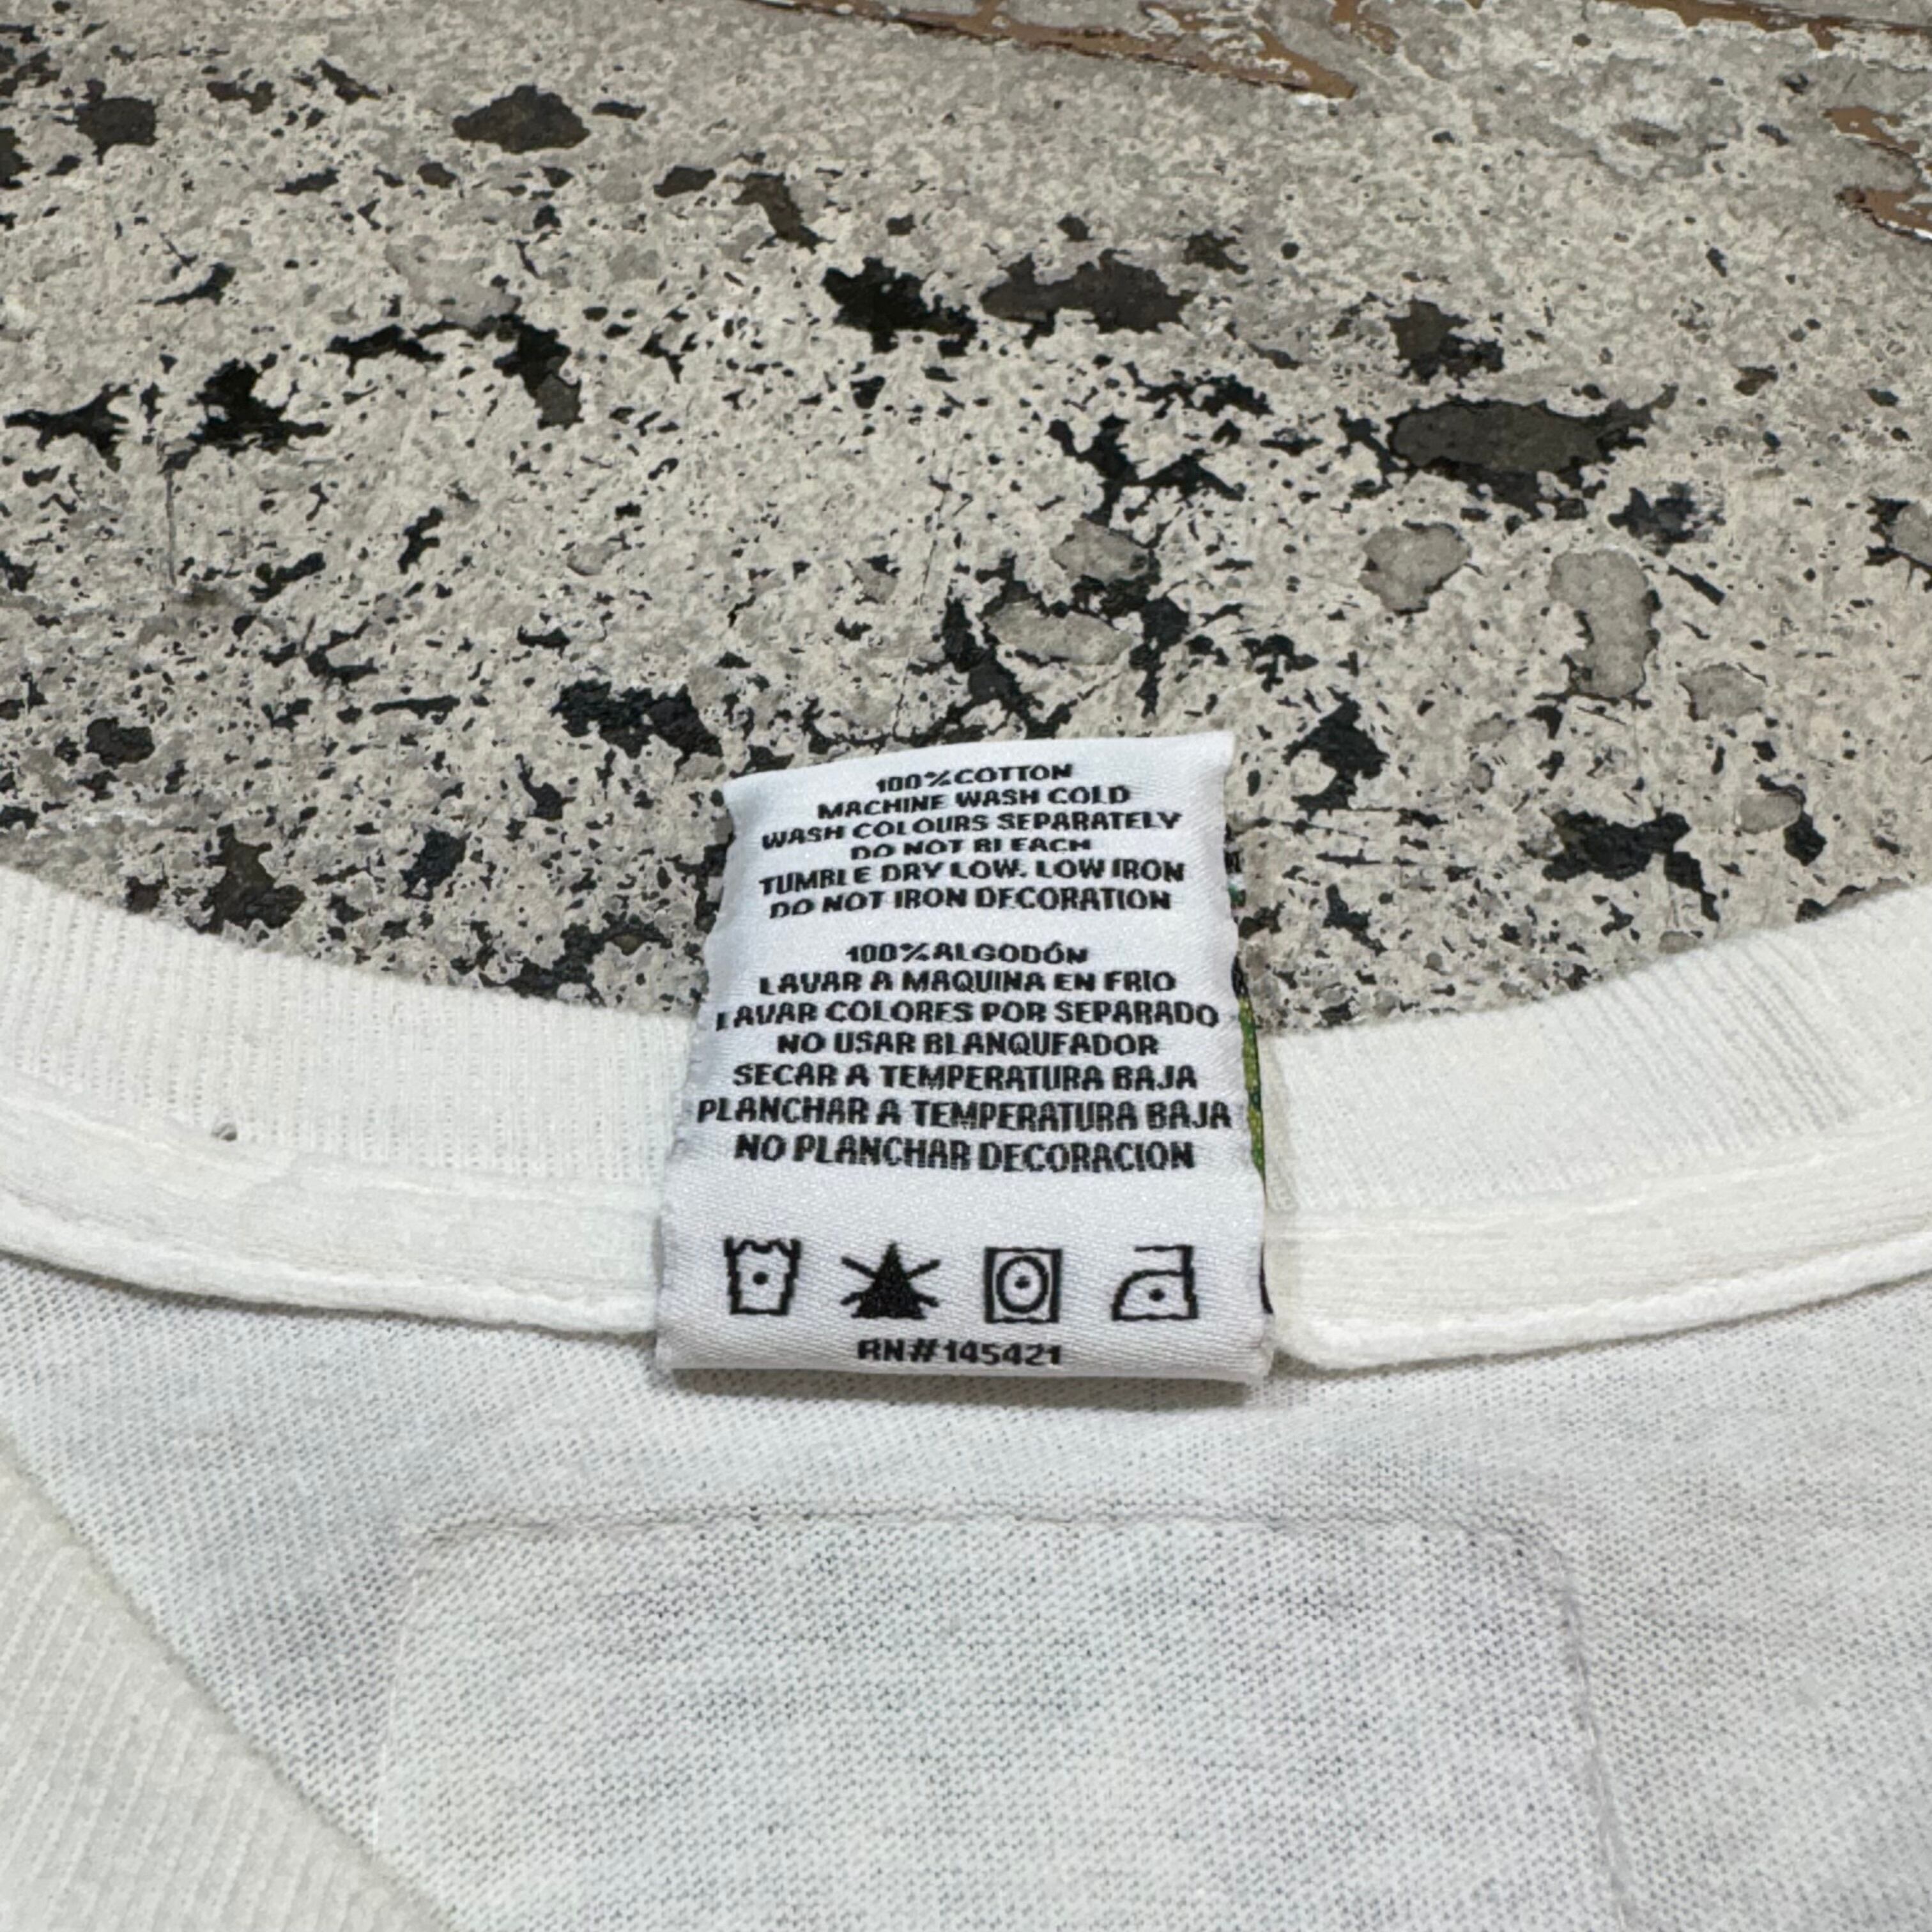 100%COTTON
MACHINE WASH COLD
WASH COLOURS SEPARATELY
DO NOT BLEACH
TUMBLE DRY LOW. LOW IRON
DO NOT IRON DECORATION
100%ALGODÓN
LAVAR A MAQUINA EN FRIO
LAVAR COLORES POR SEPARADO
NO USAR BLANQUEADOR
SECAR A TEMPERATURA BAJA
PLANCHAR A TEMPERATURA BAJA
NO PLANCHAR DECORACION
RN#145421